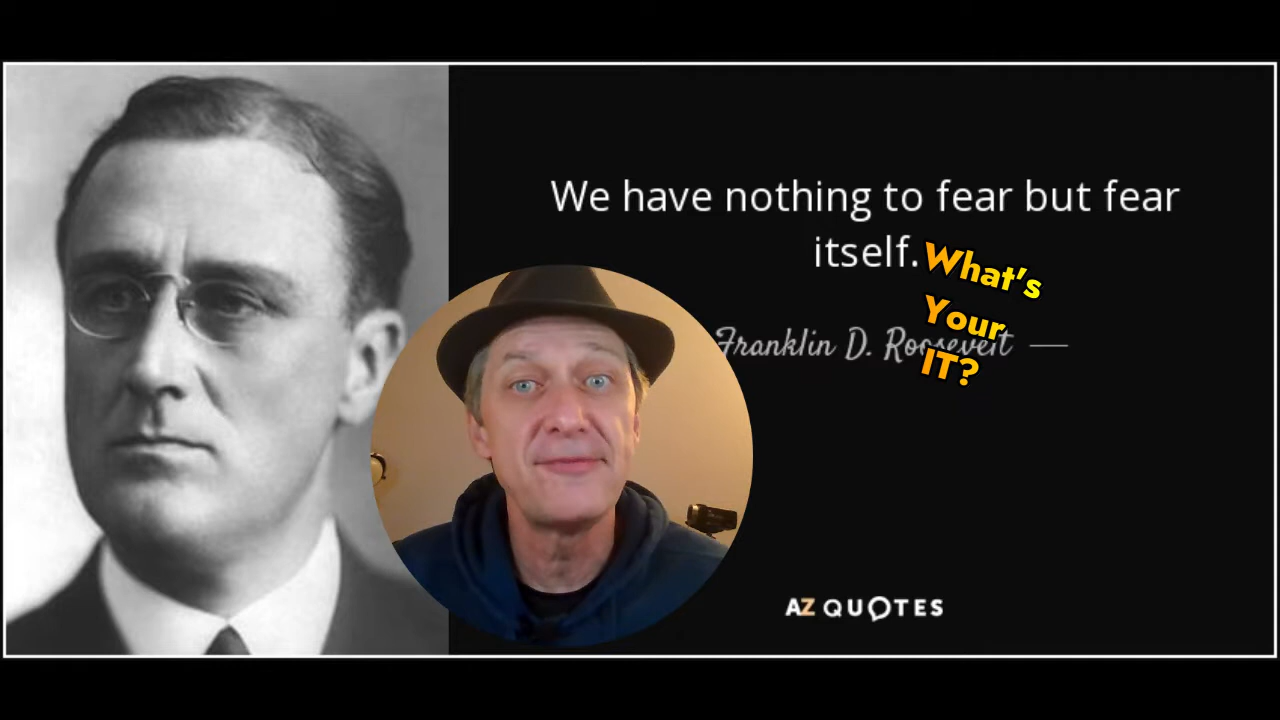 We have nothing to fear but fear
itself.
What's
Your
IT?
Franklin D. Roosevelt
AZ QUOTES